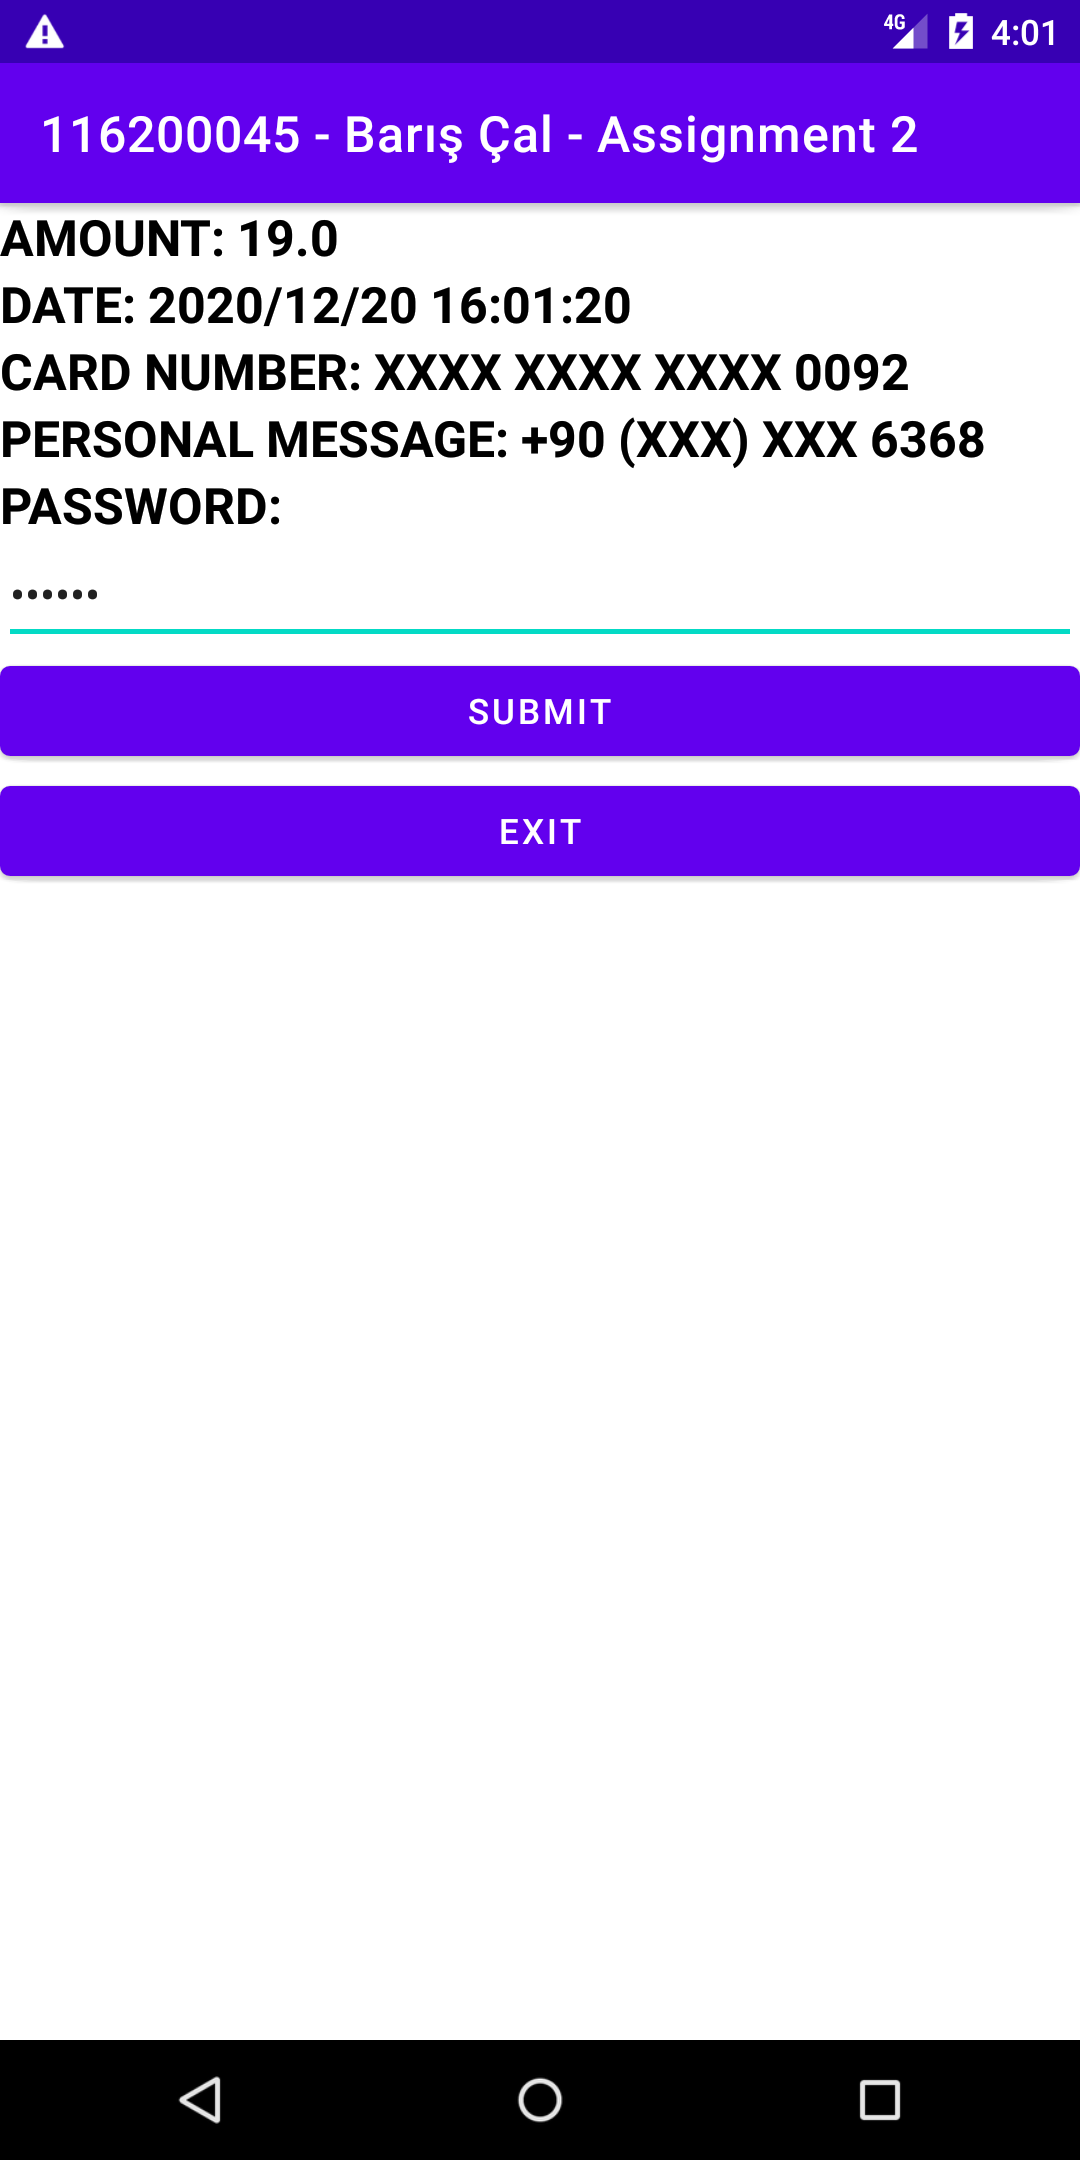 4G 4:01
116200045 - Barış Çal - Assignment 2
AMOUNT: 19.0
DATE: 2020/12/20 16:01:20
CARD NUMBER: XXXX XXXX XXXX 0092
PERSONAL MESSAGE: +90 (XXX) XXX 6368
PASSWORD:
••••••
SUBMIT
EXIT